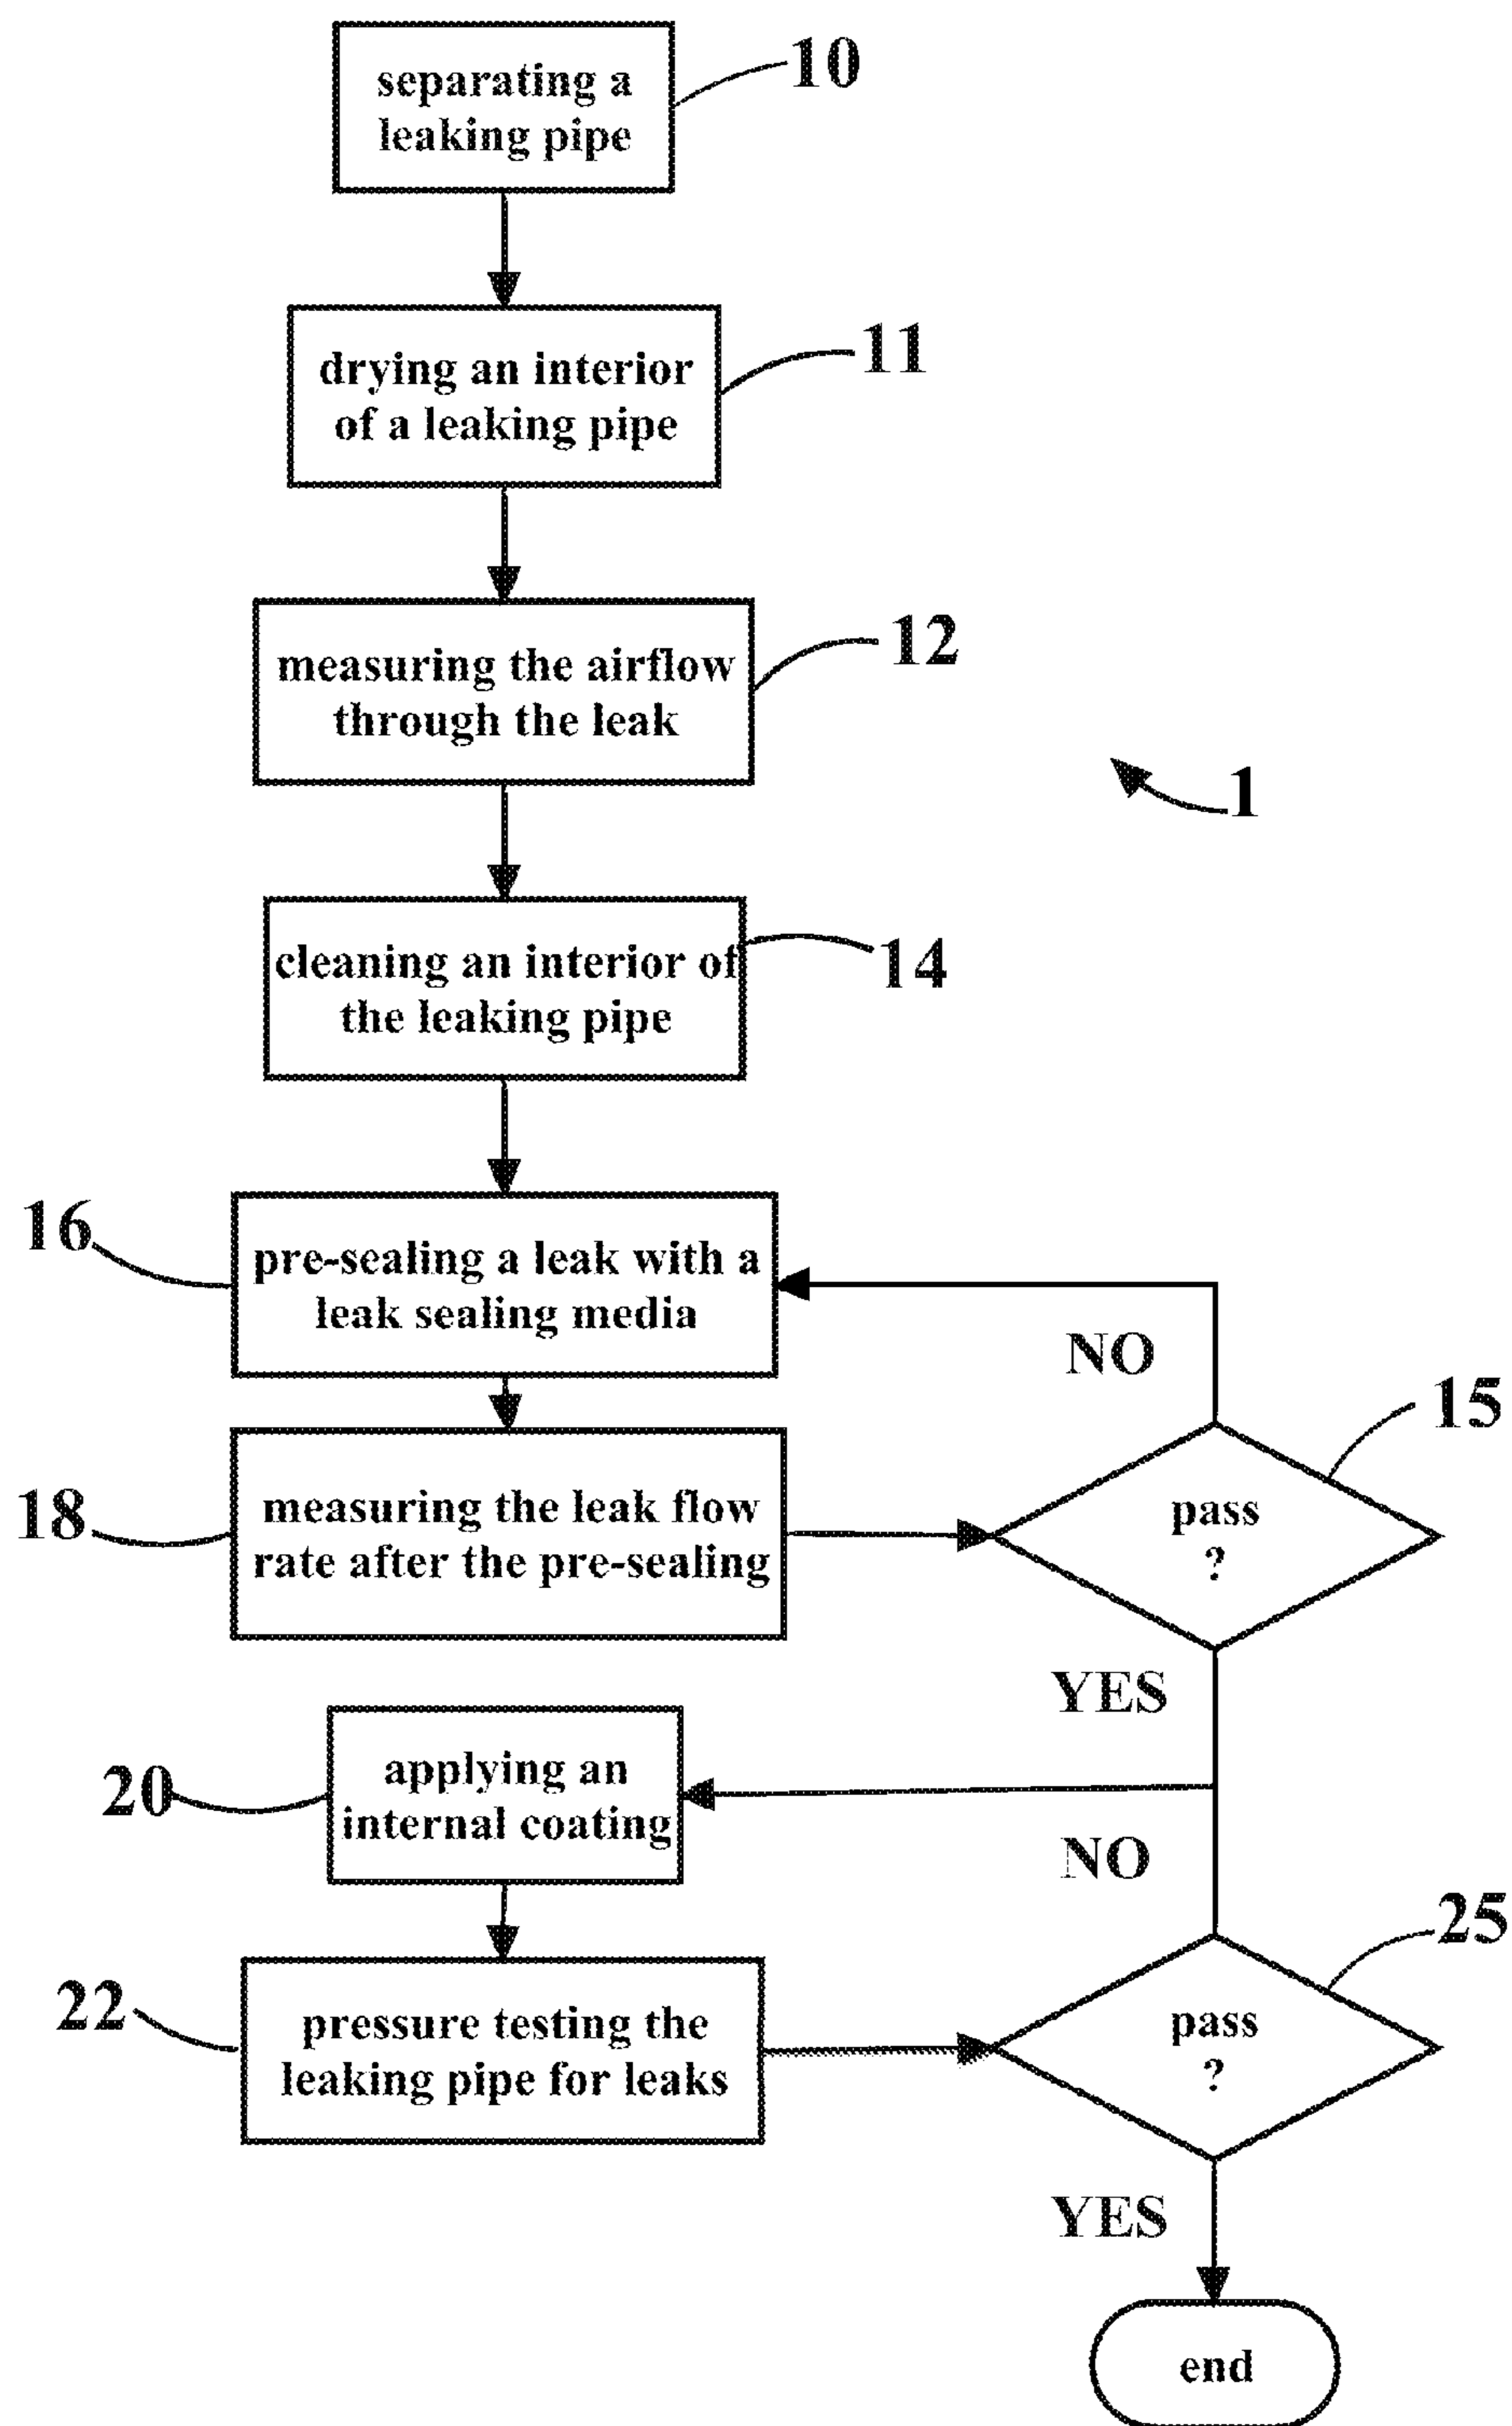 separating a
leaking pipe
10
drying an interior
of a leaking pipe
11
measuring the airflow
through the leak
12
1
cleaning an interior of
the leaking pipe
14
16
pre-sealing a leak with a
leak sealing media
NO
15
18
measuring the leak flow
rate after the pre-sealing
pass
?
YES
20
applying an
internal coating
NO
25
22
pressure testing the
leaking pipe for leaks
pass
?
YES
end